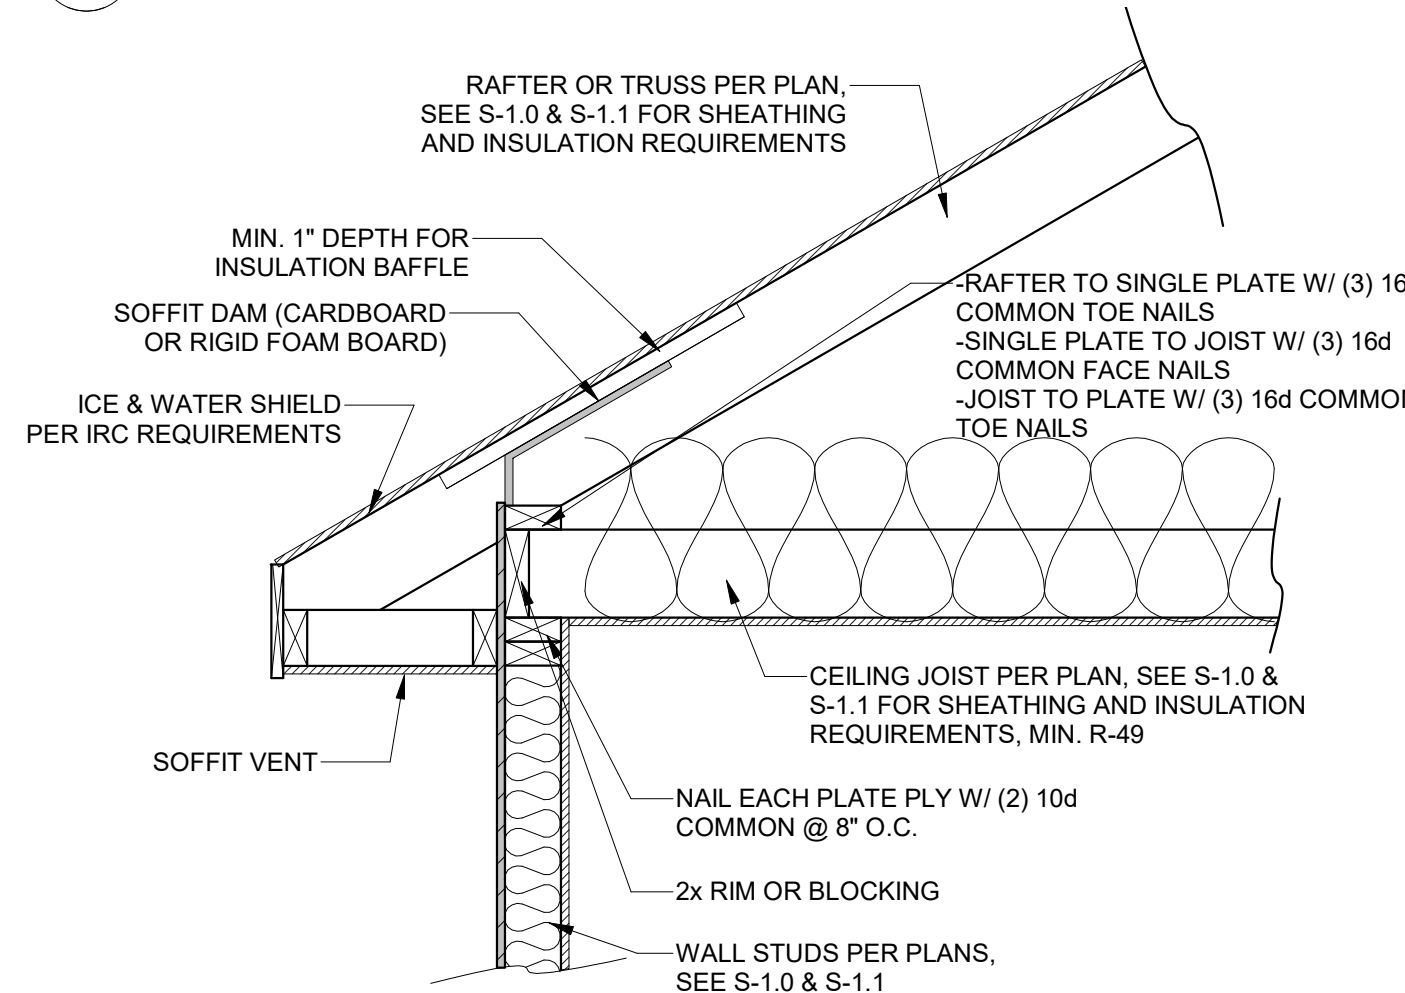 RAFTER OR TRUSS PER PLAN,
SEE S-1.0 & S-1.1 FOR SHEATHING
AND INSULATION REQUIREMENTS
MIN. 1" DEPTH FOR
INSULATION BAFFLE
SOFFIT DAM (CARDBOARD
OR RIGID FOAM BOARD)
ICE & WATER SHIELD
PER IRC REQUIREMENTS
-RAFTER TO SINGLE PLATE W/ (3) 16
COMMON TOE NAILS
-SINGLE PLATE TO JOIST W/ (3) 16d
COMMON FACE NAILS
-JOIST TO PLATE W/ (3) 16d COMMON
TOE NAILS
CEILING JOIST PER PLAN, SEE S-1.0 &
S-1.1 FOR SHEATHING AND INSULATION
REQUIREMENTS, MIN. R-49
SOFFIT VENT
NAIL EACH PLATE PLY W/ (2) 10d
COMMON @ 8" O.C.
2x RIM OR BLOCKING
WALL STUDS PER PLANS,
SEE S-1.0 & S-1.1